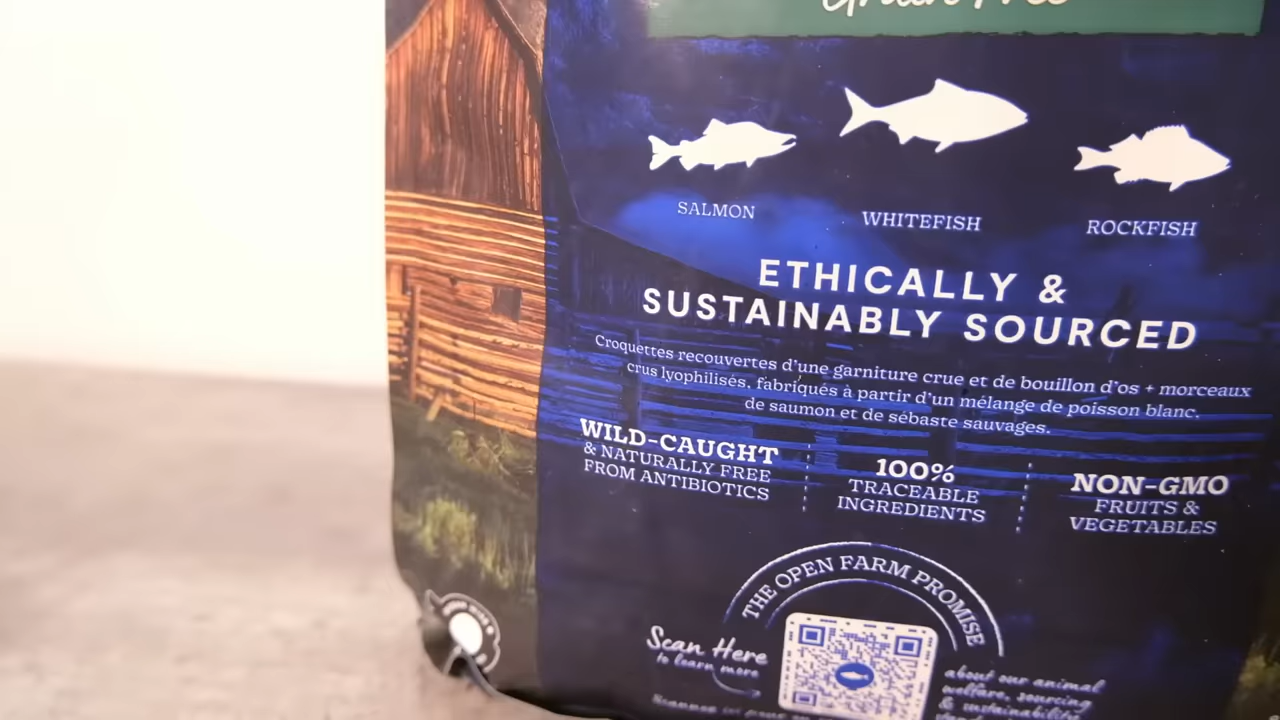 Grain Free
SALMON
WHITEFISH
ROCKFISH
ETHICALLY &
SUSTAINABLY SOURCED
Croquettes recouvertes d'une garniture crue et de bouillon d'os + morceaux
crus lyophilisés, fabriqués à partir d'un mélange de poisson blanc,
de saumon et de sébaste sauvages.
WILD-CAUGHT
& NATURALLY FREE
FROM ANTIBIOTICS
100%
TRACEABLE
INGREDIENTS
NON-GMO
FRUITS &
VEGETABLES
THE OPEN FARM PROMISE
Scan Here
to learn more
about our animal
welfare, sourcing
& sustainability